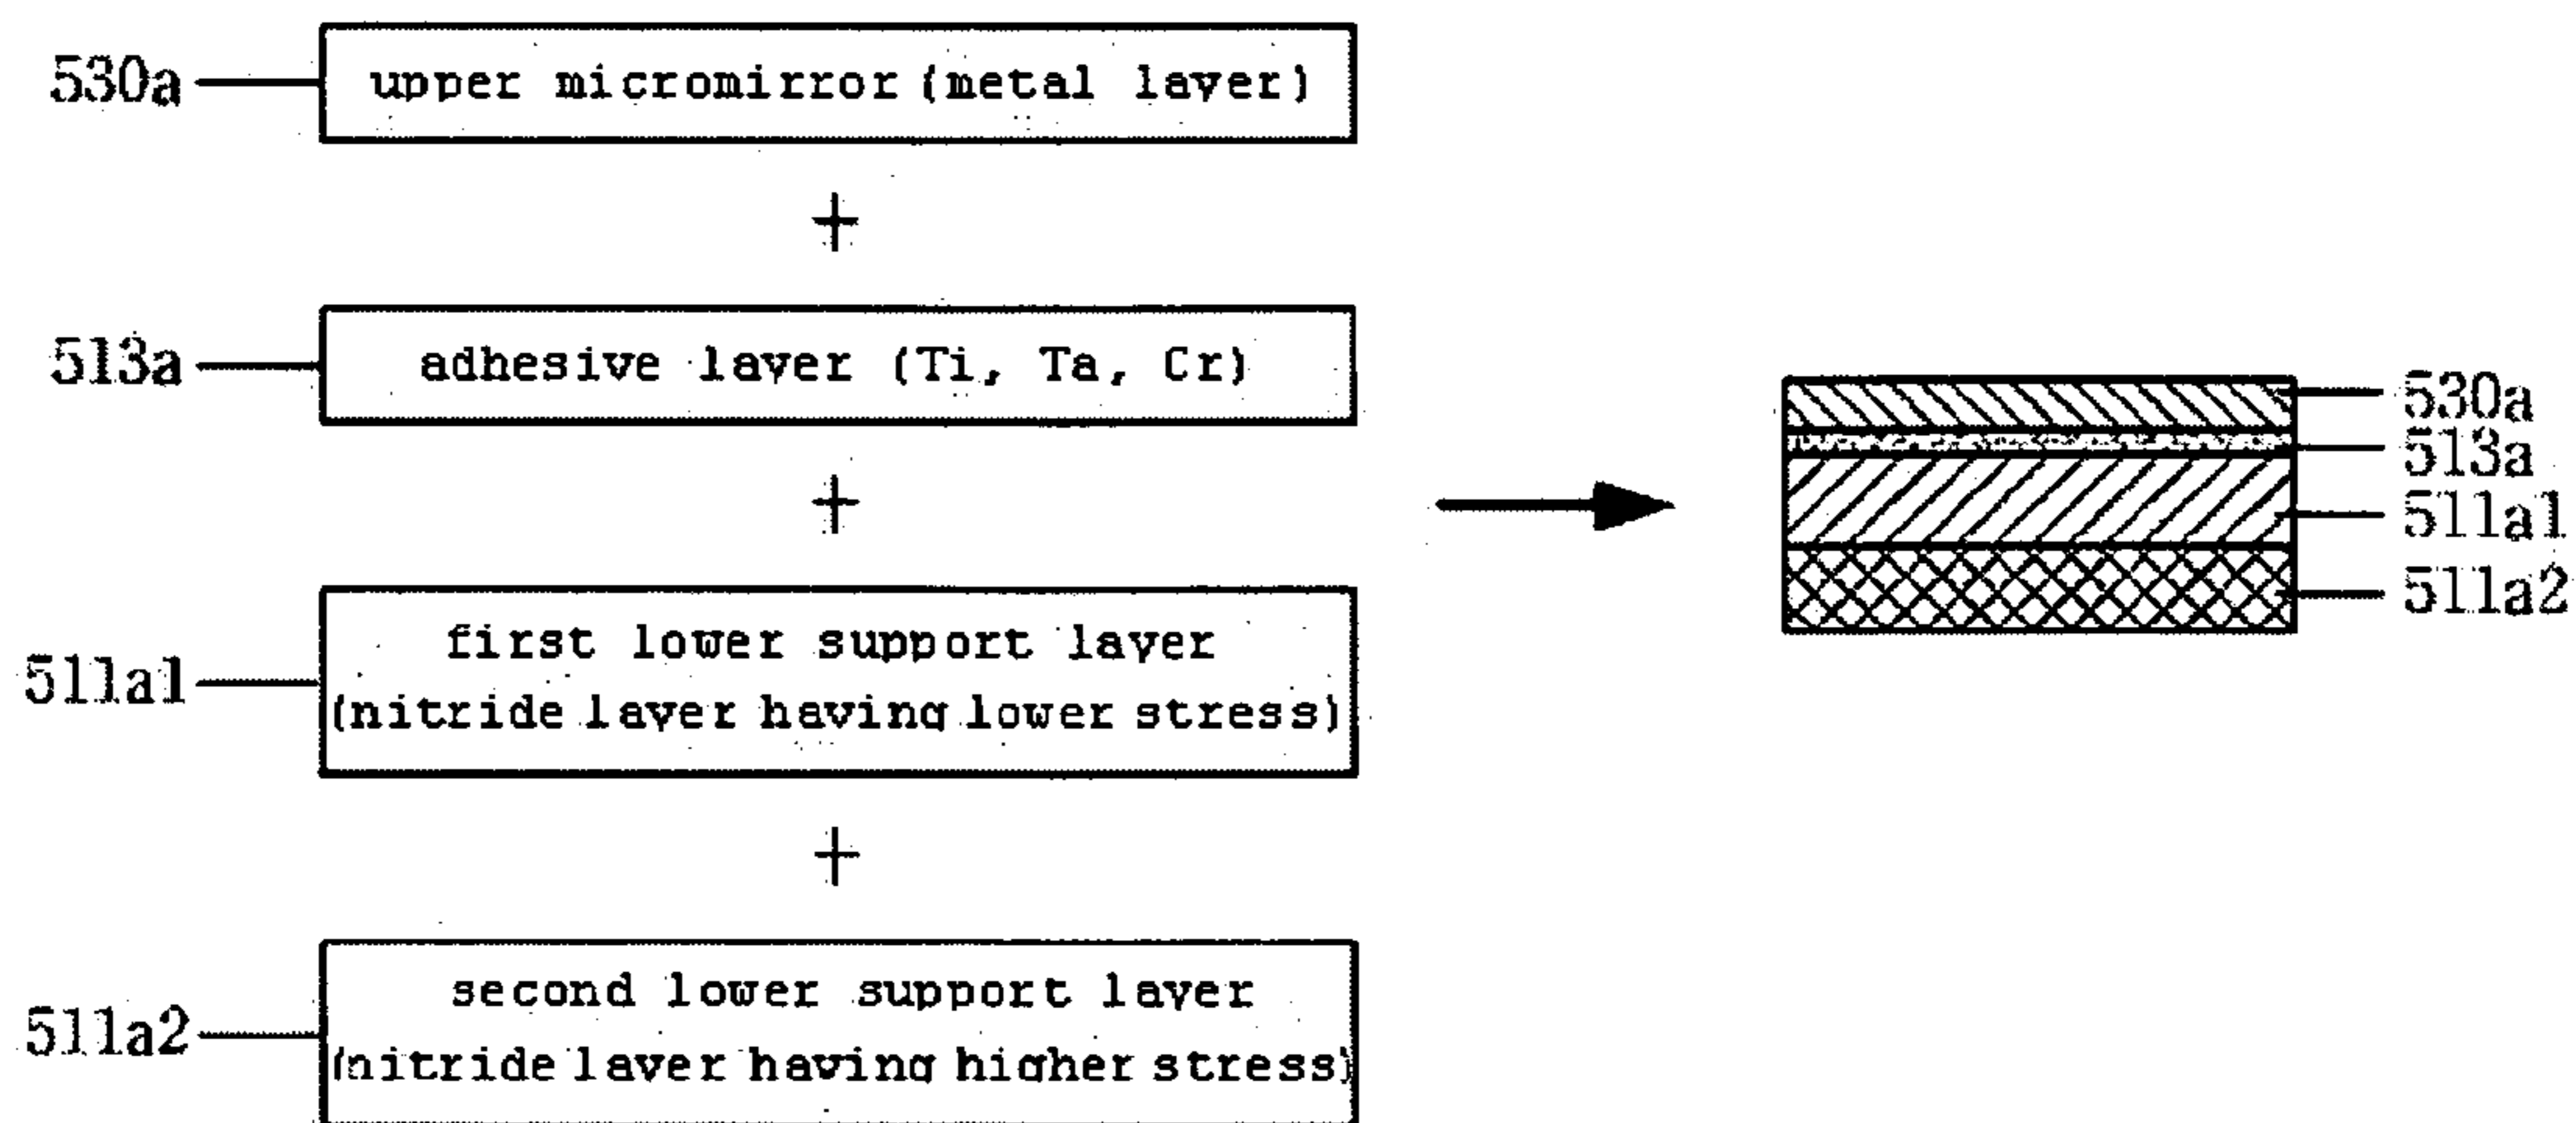 530a
upper micromirror (metal layer)
+
513a
adhesive layer (Ti, Ta, Cr)
+
511a1
first lower support layer
(nitride layer having lower stress)
+
511a2
second lower support layer
(nitride layer having higher stress)
530a
513a
511a1
511a2